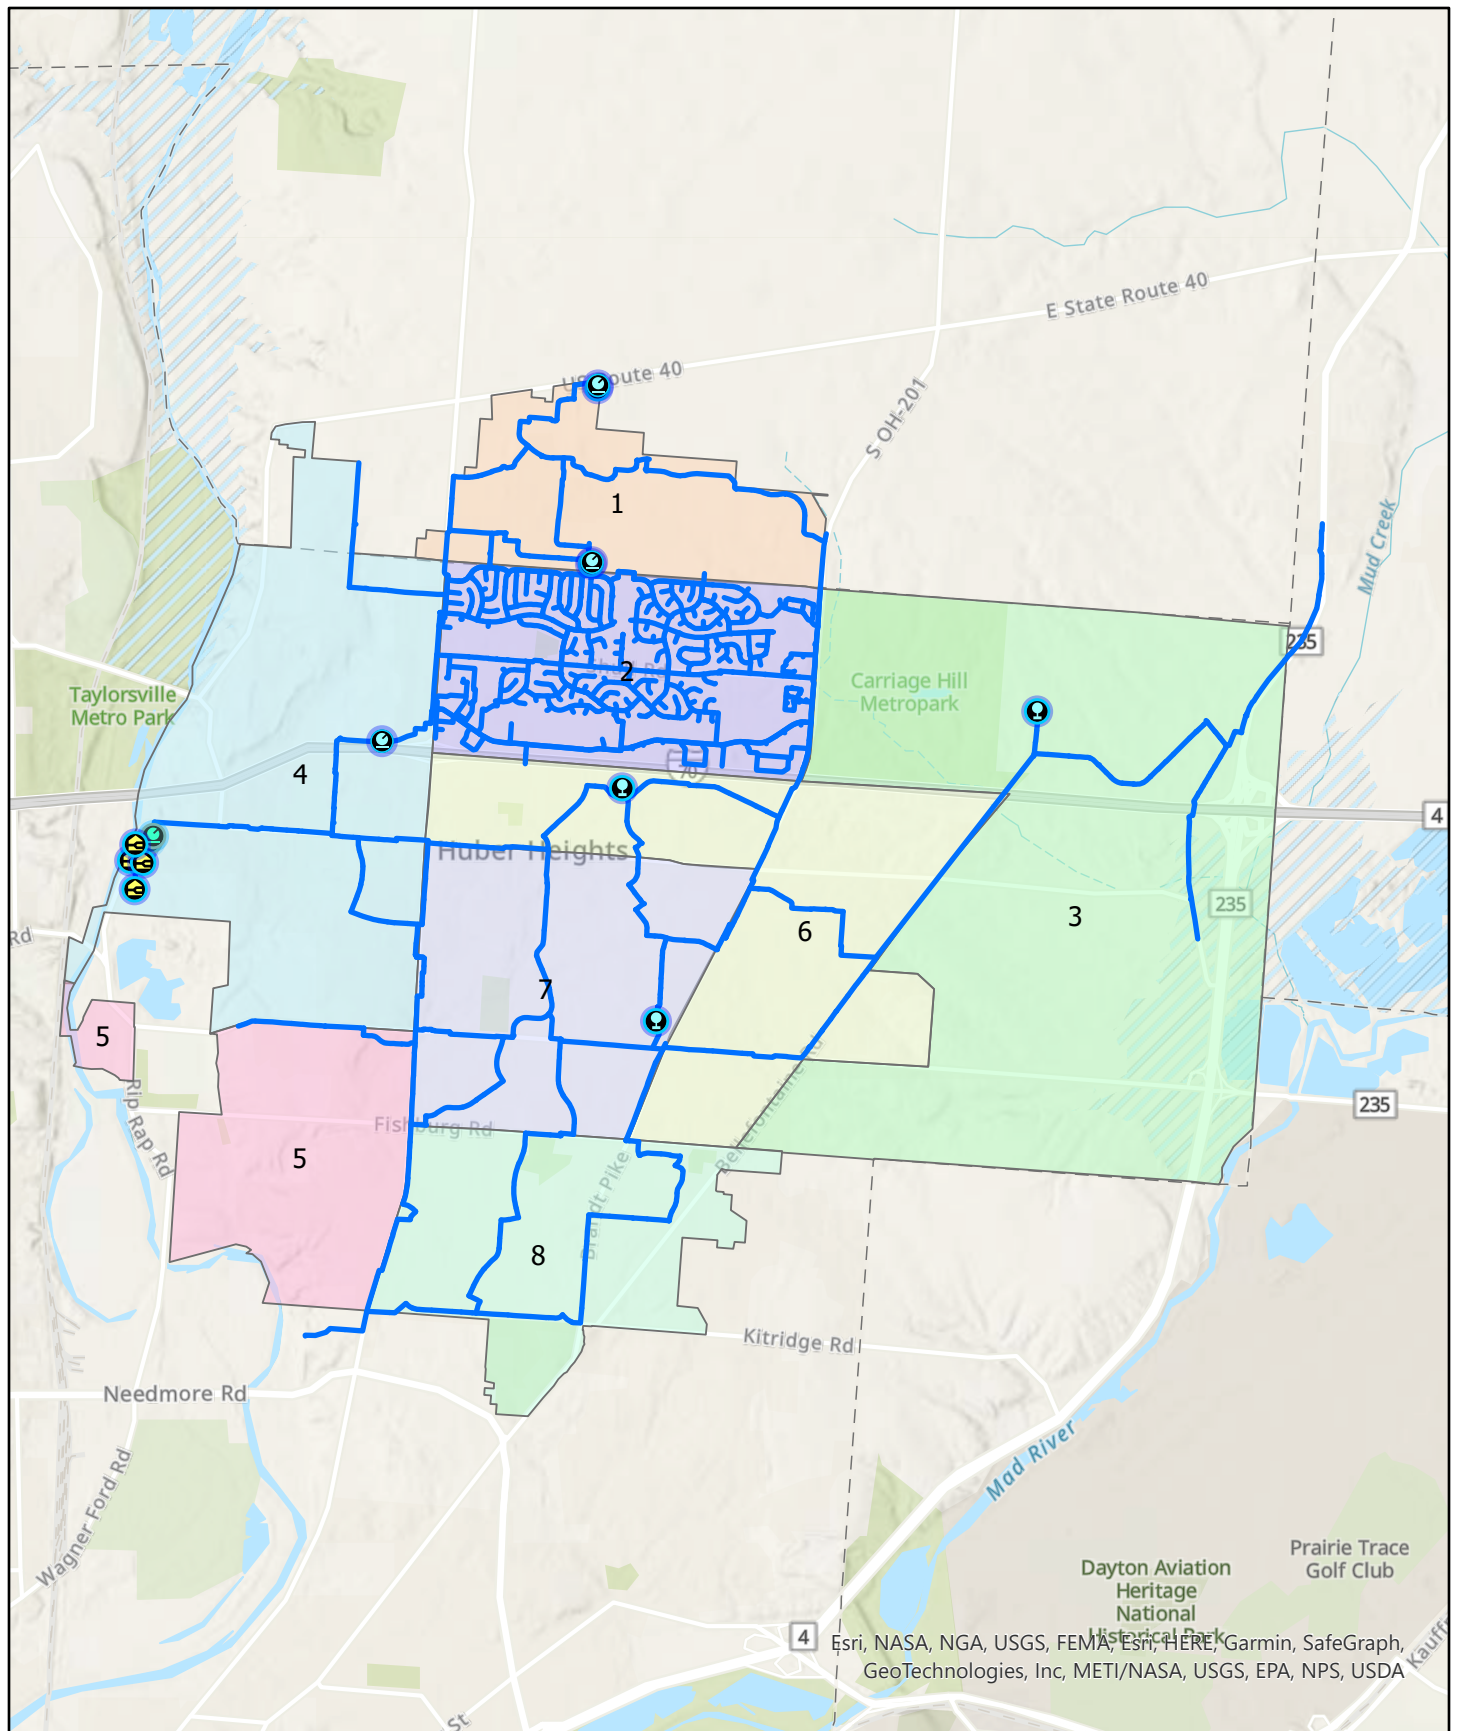 E State Route 40
US Route 40
S OH-201
1
Mud Creek
235
2
Taylorsville
Metro Park
Carriage Hill
Metropark
70
4
4
Huber Heights
235
3
6
Rd
7
5
Rip Rap Rd
Bellefontaine Rd
235
Fishburg Rd
5
Brandt Pike
8
Kitridge Rd
Needmore Rd
Mad River
Wagner Ford Rd
Prairie Trace
Golf Club
Dayton Aviation
Heritage
National
Historical Park
4
Esri, NASA, NGA, USGS, FEMA, Esri, HERE, Garmin, SafeGraph,
GeoTechnologies, Inc, METI/NASA, USGS, EPA, NPS, USDA
St